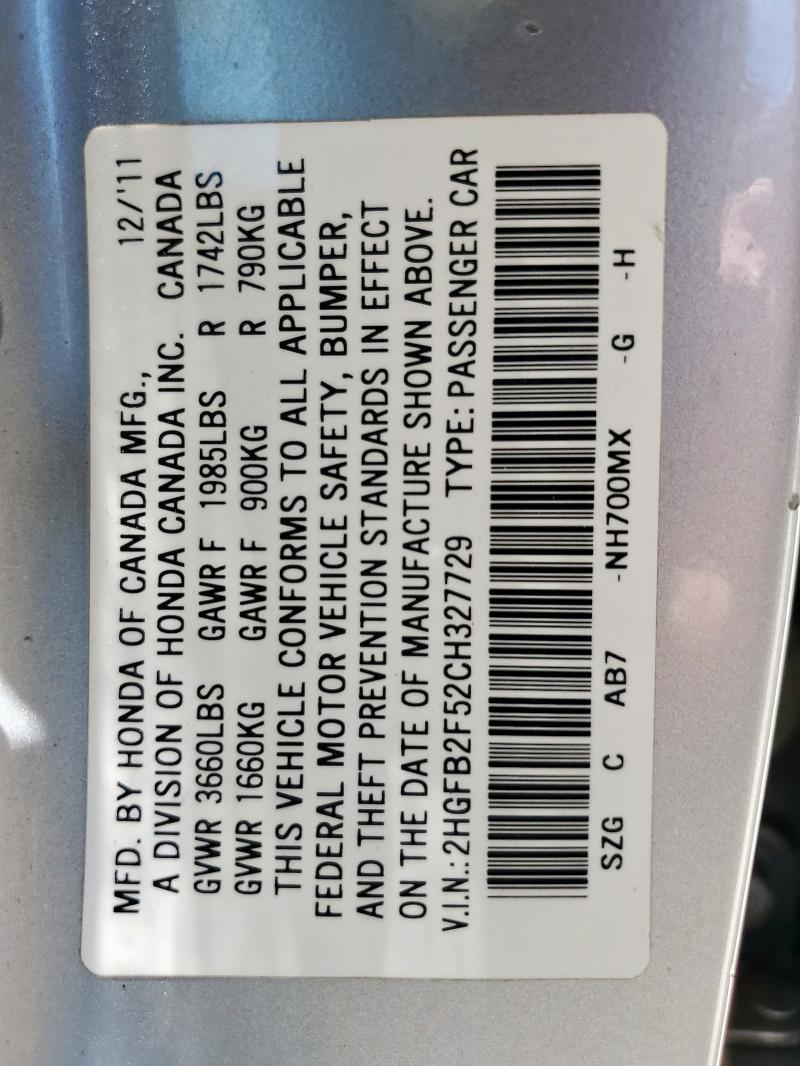 MFD. BY HONDA OF CANADA MFG., 12/'11
A DIVISION OF HONDA CANADA INC. CANADA
GVWR 3660LBS GAWR F 1985LBS R 1742LBS
GVWR 1660KG GAWR F 900KG R 790KG
THIS VEHICLE CONFORMS TO ALL APPLICABLE
FEDERAL MOTOR VEHICLE SAFETY, BUMPER,
AND THEFT PREVENTION STANDARDS IN EFFECT
ON THE DATE OF MANUFACTURE SHOWN ABOVE.
V.I.N.: 2HGFB2F52CH327729 TYPE: PASSENGER CAR
SZG C AB7 -NH700MX -G -H